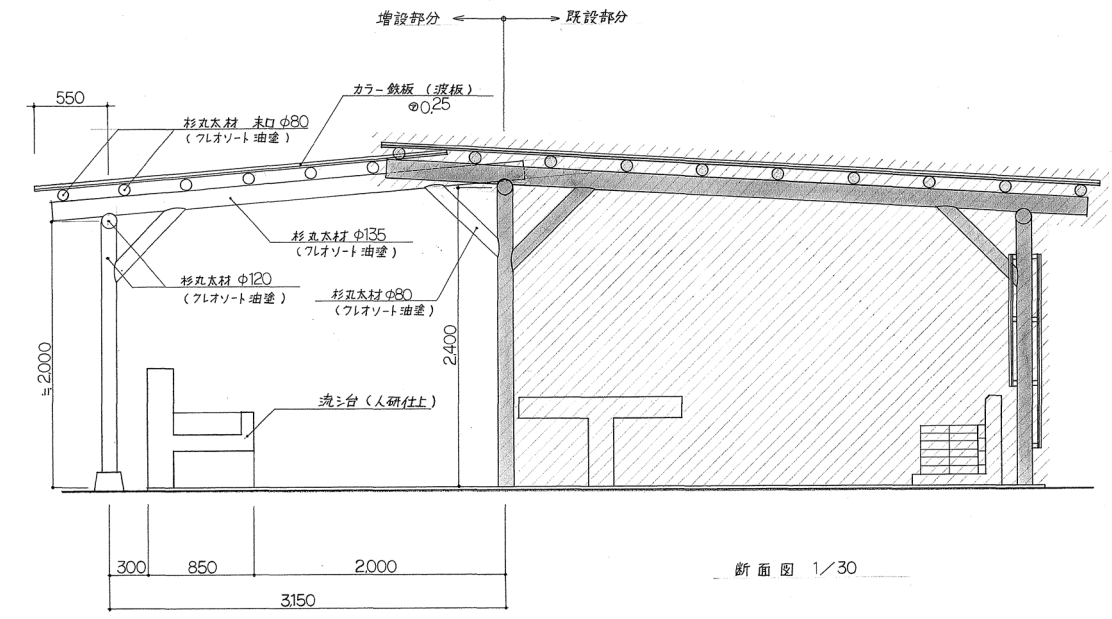 増設部分 ←→ 既設部分
カラー鉄板（波板）
㋐0.25
550
杉丸太材 末口 φ80
（クレオソート油塗）
杉丸太材 φ135
（クレオソート油塗）
杉丸太材 φ120
（クレオソート油塗）
杉丸太材 φ80
（クレオソート油塗）
2,000
2,400
流シ台（人研仕上）
300
850
2,000
3,150
断面図 1/30